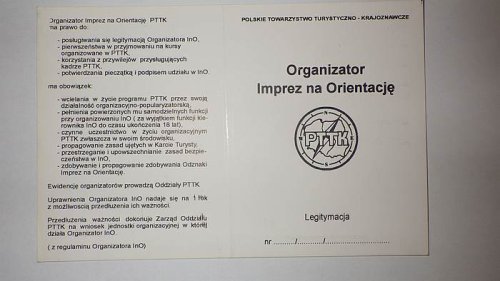 Organizator Imprez na Orientację PTTK
ma prawo do:
- posługiwania się legitymacją Organizatora InO,
- pierwszeństwa w przyjmowaniu na kursy
organizowane w PTTK,
- korzystania z przywilejów przysługujących
kadrze PTTK,
- potwierdzania pieczątką i podpisem udziału w InO.
ma obowiązek:
- wcielania w życie programu PTTK przez swoją
działalność organizacyjno-popularyzatorską,
- pełnienia powierzonych mu samodzielnych funkcji
przy organizowaniu InO ( za wyjątkiem funkcji kie-
rownika InO do czasu ukończenia 18 lat),
- czynne uczestnictwo w życiu organizacyjnym
PTTK zwłaszcza w swoim środowisku,
- propagowanie zasad ujętych w Karcie Turysty,
- przestrzeganie i upowszechnianie zasad bezpie-
czeństwa w InO,
- zdobywanie i propagowanie zdobywania Odznaki
Imprez na Orientację.
Ewidencję organizatorów prowadzą Oddziały PTTK
Uprawnienia Organizatora InO nadaje się na 1 rok
z możliwością przedłużenia ich ważności.
Przedłużenia ważności dokonuje Zarząd Oddziału
PTTK na wniosek jednostki organizacyjnej w której
działa Organizator InO.
( z regulaminu Organizatora InO)
POLSKIE TOWARZYSTWO TURYSTYCZNO - KRAJOZNAWCZE
Organizator
Imprez na Orientację
N
PTTK
S
Legitymacja
nr ........./.........../..............................